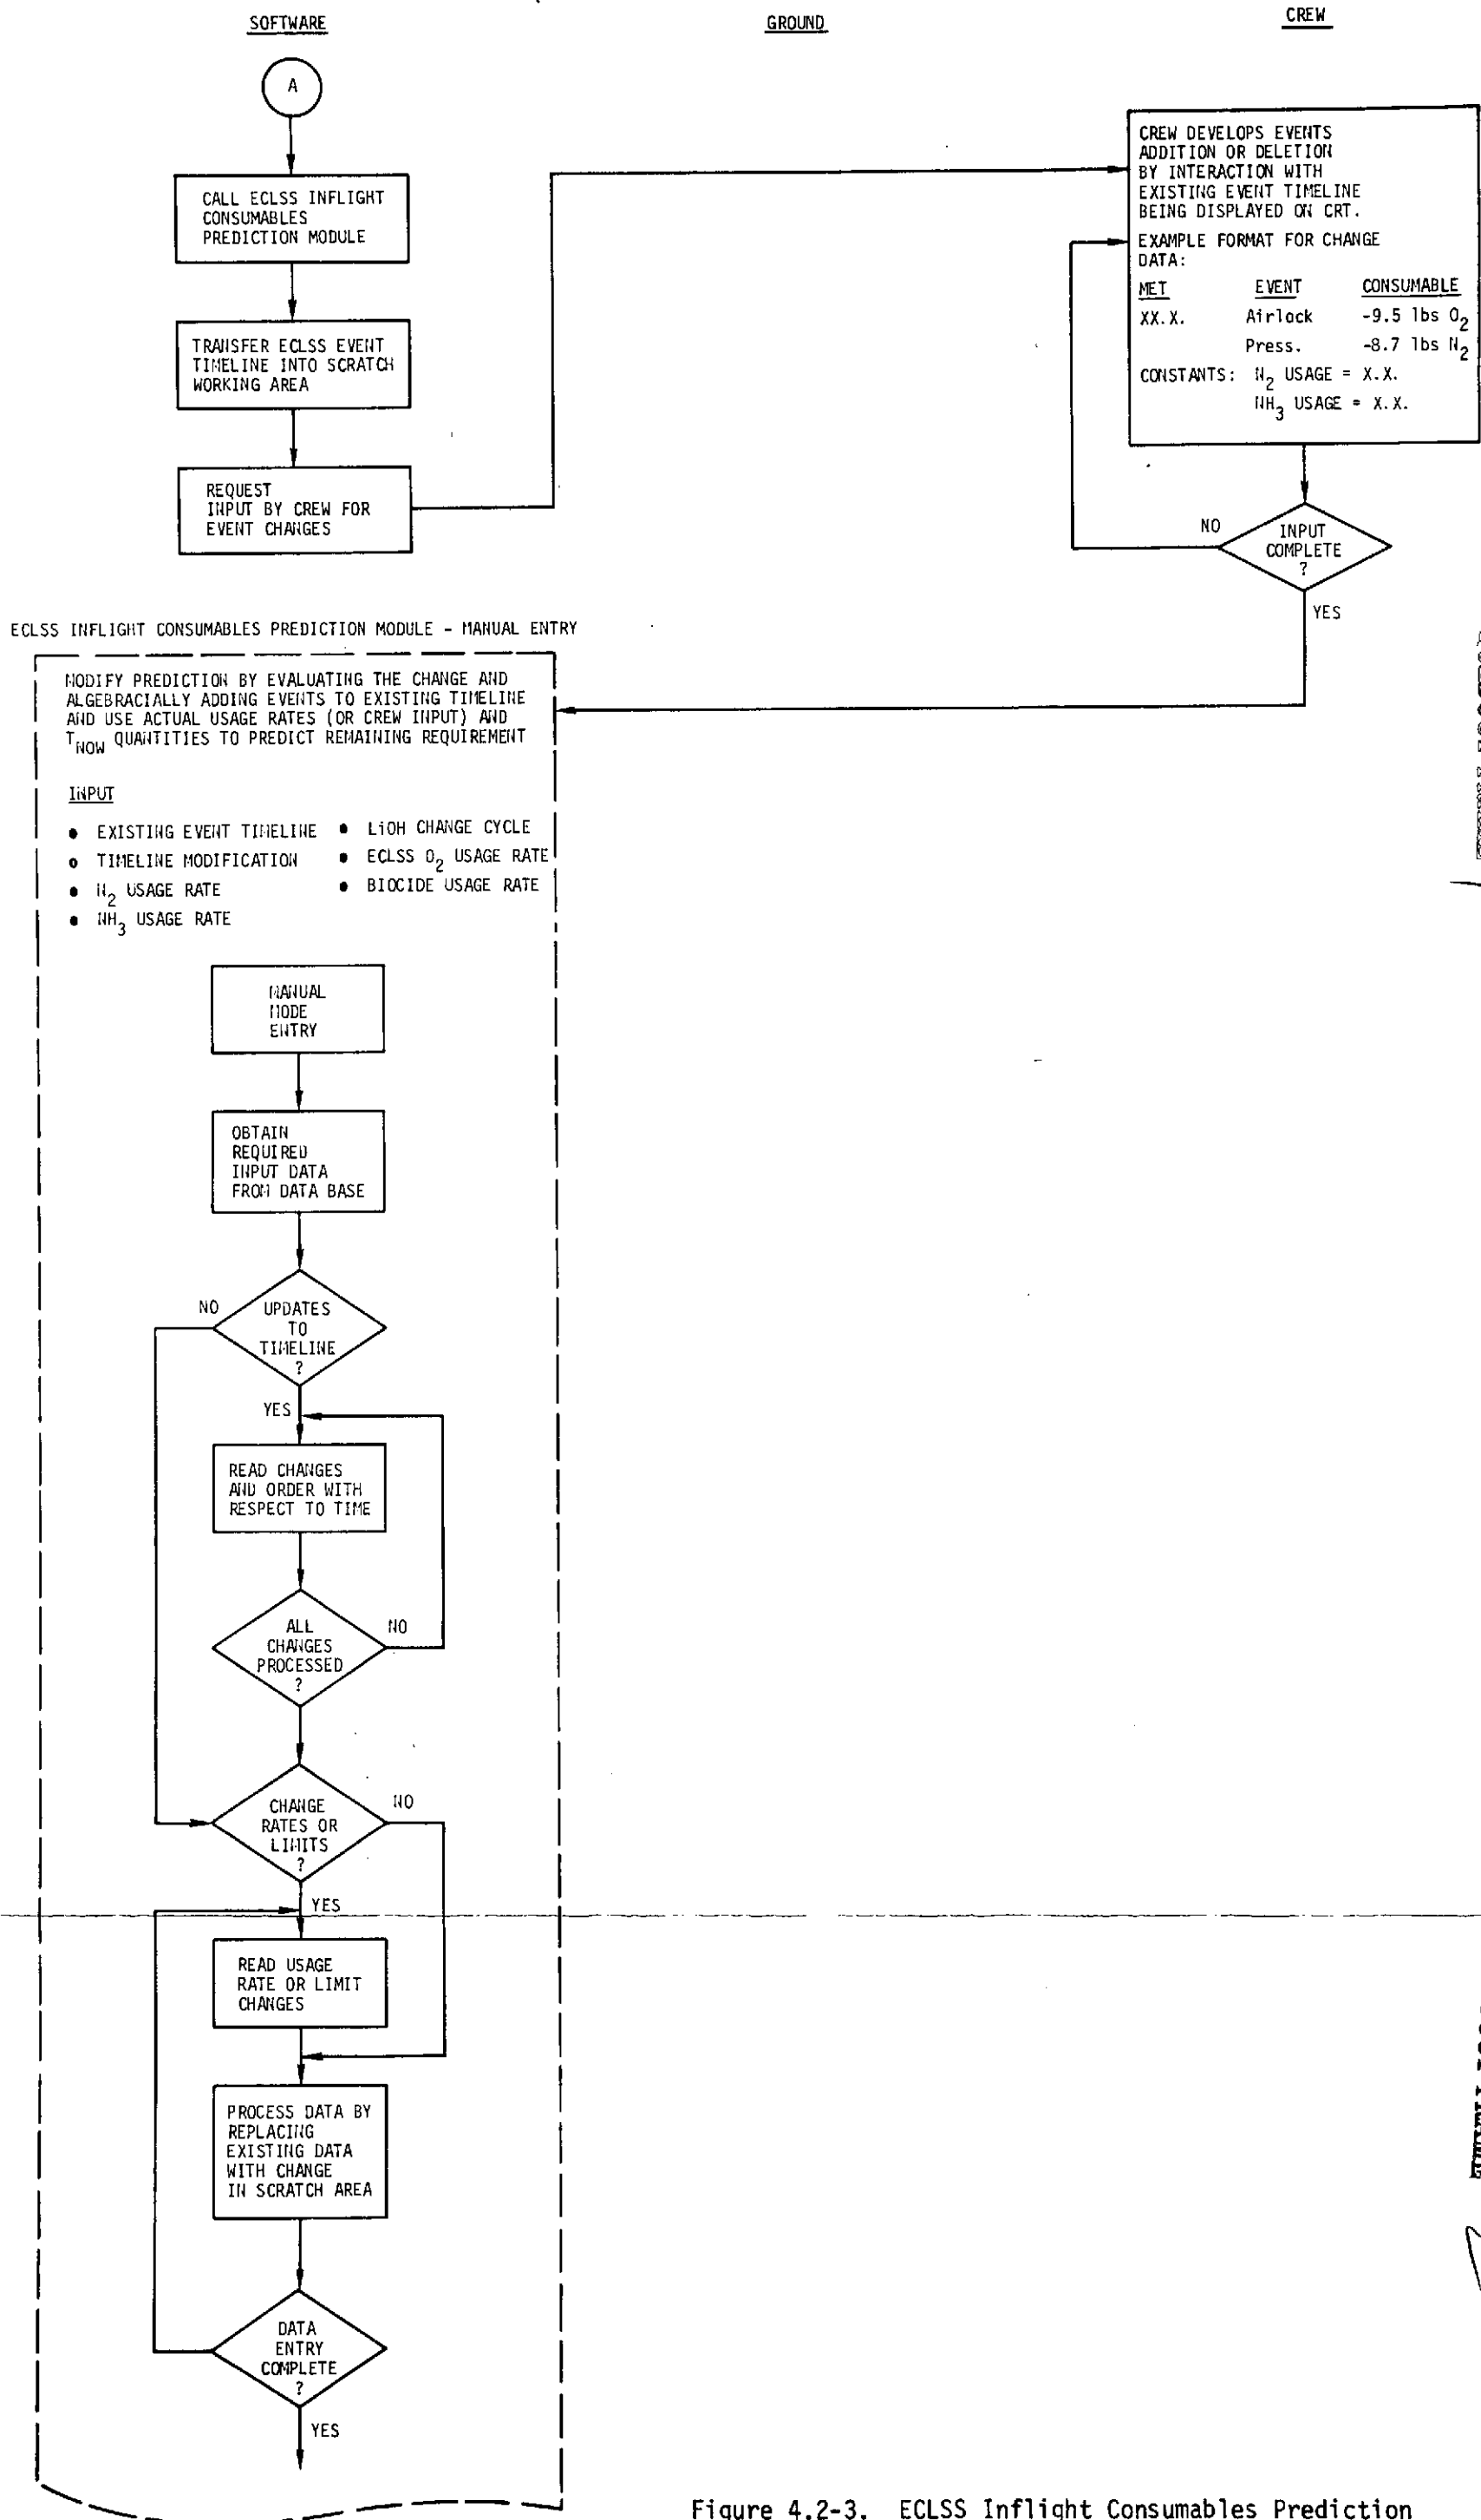 SOFTWARE
GROUND
CREW
A
CALL ECLSS INFLIGHT
CONSUMABLES
PREDICTION MODULE
TRANSFER ECLSS EVENT
TIMELINE INTO SCRATCH
WORKING AREA
REQUEST
INPUT BY CREW FOR
EVENT CHANGES
CREW DEVELOPS EVENTS
ADDITION OR DELETION
BY INTERACTION WITH
EXISTING EVENT TIMELINE
BEING DISPLAYED ON CRT.
EXAMPLE FORMAT FOR CHANGE
DATA:
MET EVENT CONSUMABLE
XX.X. Airlock -9.5 lbs O2
Press. -8.7 lbs N2
CONSTANTS: N2 USAGE = X.X.
NH3 USAGE = X.X.
NO
INPUT
COMPLETE
?
YES
ECLSS INFLIGHT CONSUMABLES PREDICTION MODULE - MANUAL ENTRY
MODIFY PREDICTION BY EVALUATING THE CHANGE AND
ALGEBRACIALLY ADDING EVENTS TO EXISTING TIMELINE
AND USE ACTUAL USAGE RATES (OR CREW INPUT) AND
TNOW QUANTITIES TO PREDICT REMAINING REQUIREMENT
INPUT
• EXISTING EVENT TIMELINE • LiOH CHANGE CYCLE
• TIMELINE MODIFICATION • ECLSS O2 USAGE RATE
• N2 USAGE RATE • BIOCIDE USAGE RATE
• NH3 USAGE RATE
MANUAL
MODE
ENTRY
OBTAIN
REQUIRED
INPUT DATA
FROM DATA BASE
NO
UPDATES
TO
TIMELINE
?
YES
READ CHANGES
AND ORDER WITH
RESPECT TO TIME
ALL
CHANGES
PROCESSED
?
NO
CHANGE
RATES OR
LIMITS
?
NO
YES
READ USAGE
RATE OR LIMIT
CHANGES
PROCESS DATA BY
REPLACING
EXISTING DATA
WITH CHANGE
IN SCRATCH AREA
DATA
ENTRY
COMPLETE
?
YES
Figure 4.2-3. ECLSS Inflight Consumables Prediction